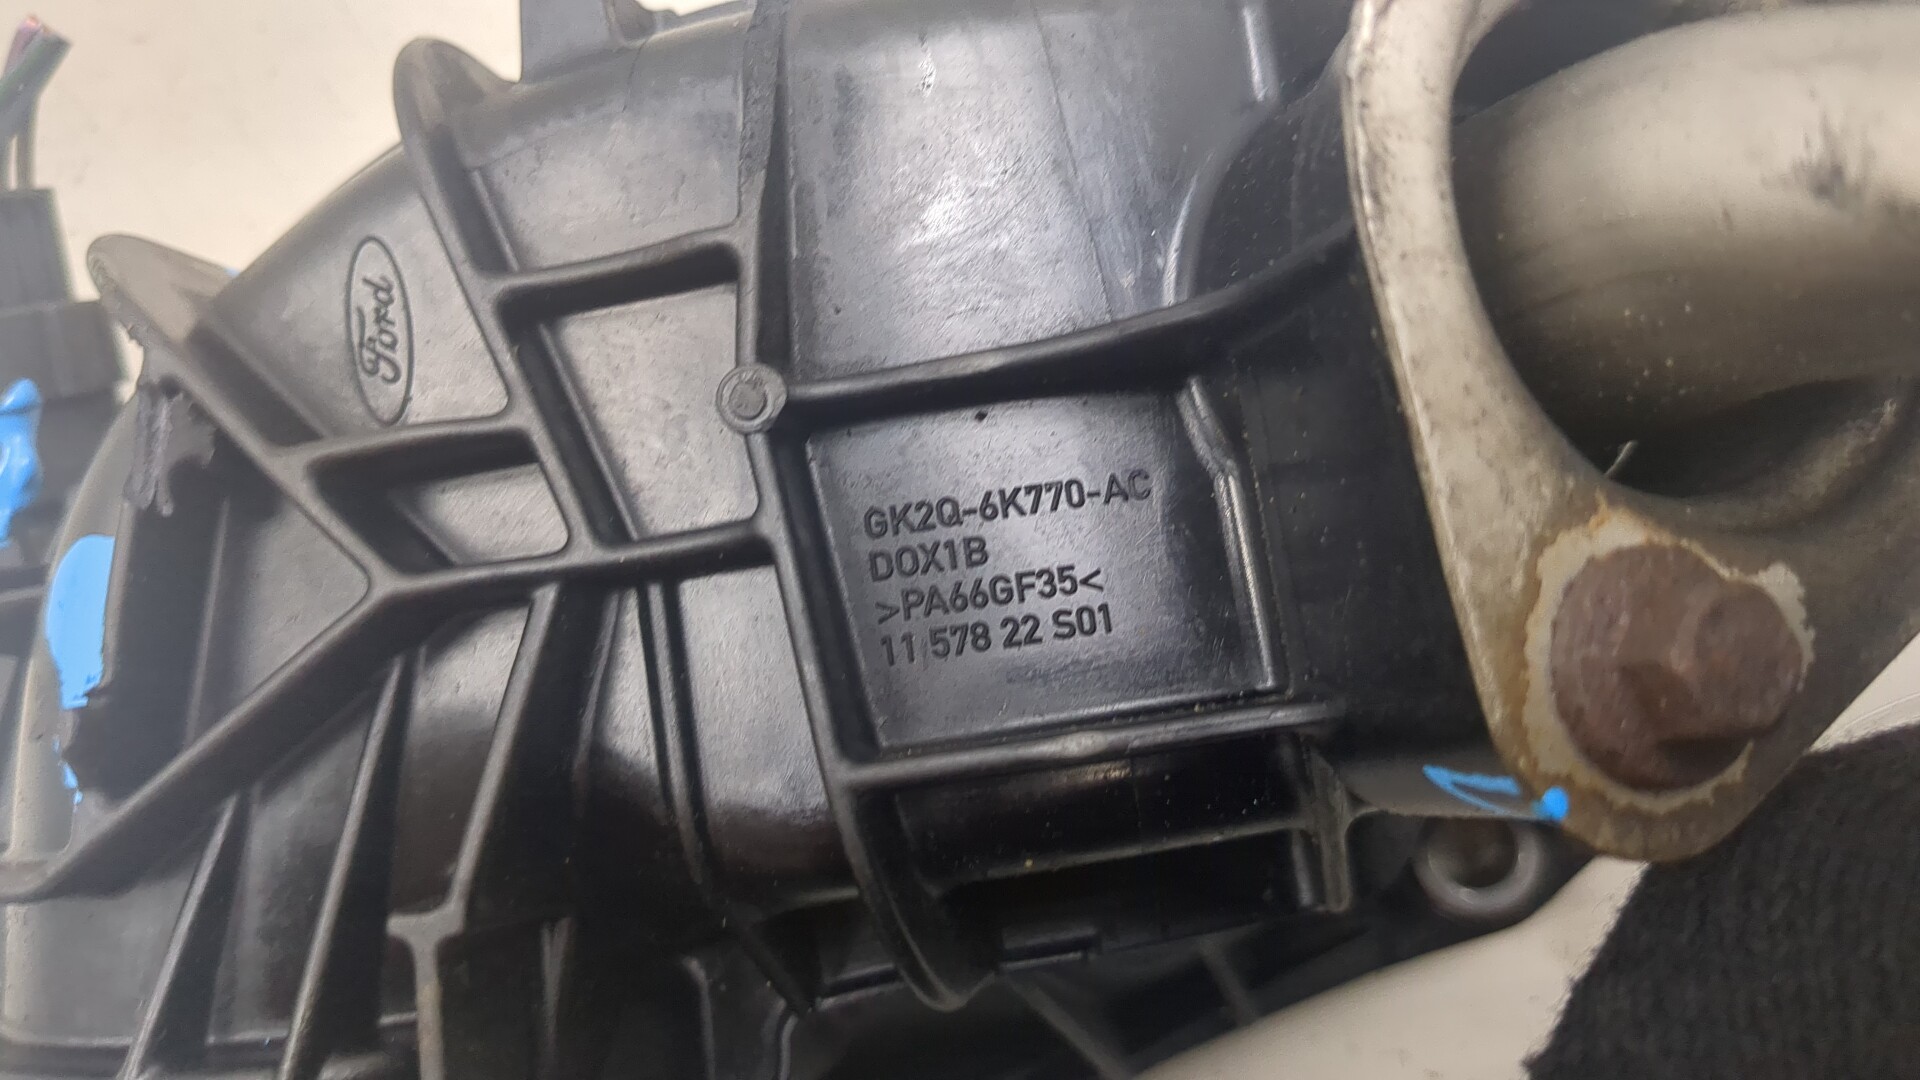 Ford
GK2Q-6K770-AC
DOX1B
>PA66GF35<
11 578 22 S01